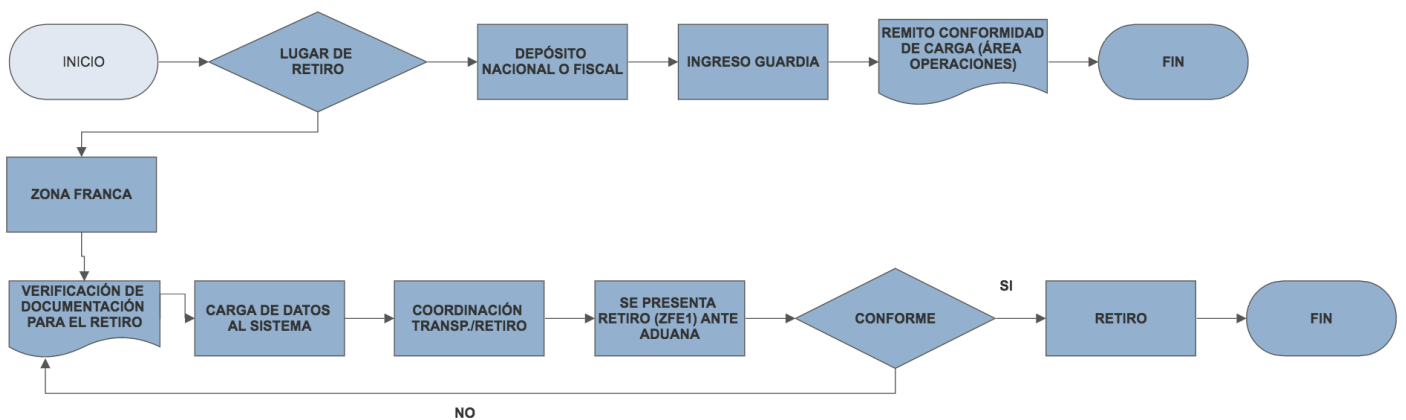 INICIO
LUGAR DE
RETIRO
DEPÓSITO
NACIONAL O FISCAL
INGRESO GUARDIA
REMITO CONFORMIDAD
DE CARGA (ÁREA
OPERACIONES)
FIN
ZONA FRANCA
VERIFICACIÓN DE
DOCUMENTACIÓN
PARA EL RETIRO
CARGA DE DATOS
AL SISTEMA
COORDINACIÓN
TRANSP./RETIRO
SE PRESENTA
RETIRO (ZFE1) ANTE
ADUANA
CONFORME
SI
RETIRO
FIN
NO